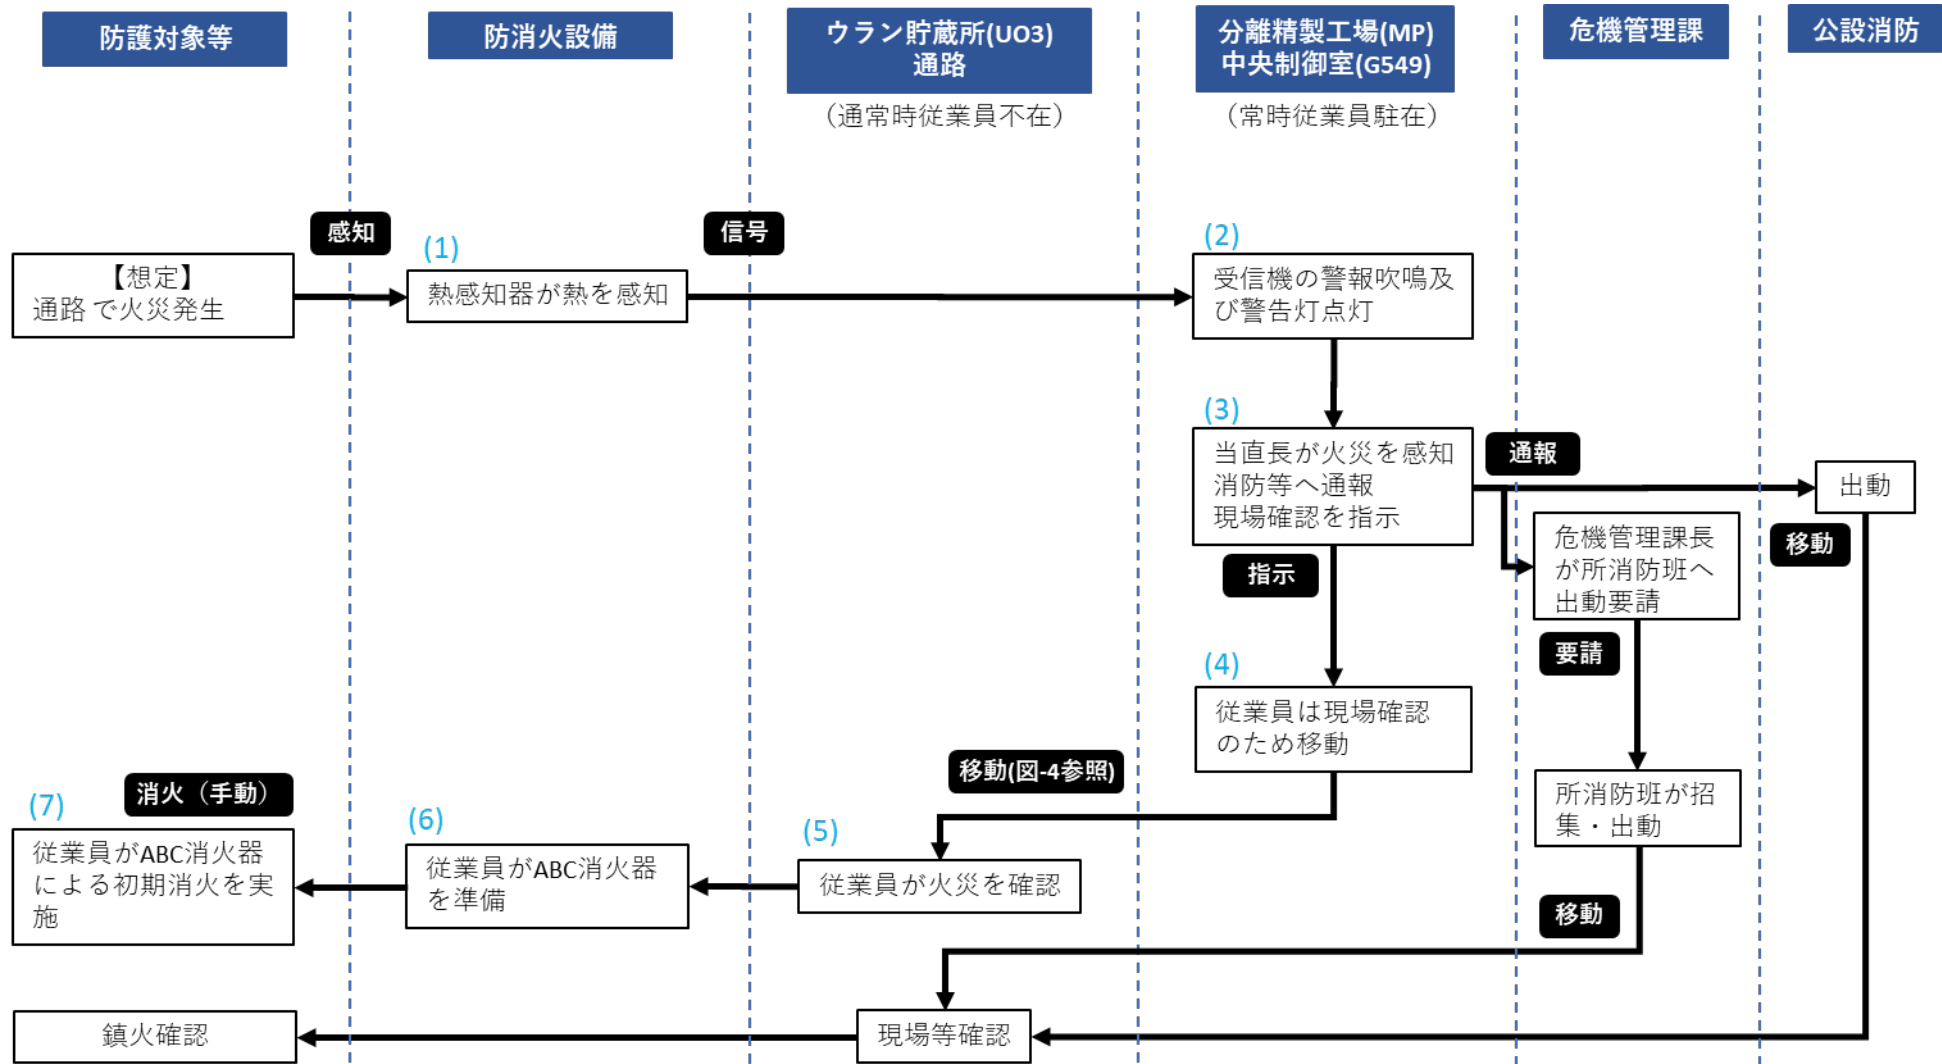 防護対象等
防消火設備
ウラン貯蔵所(UO3)
通路
(通常時従業員不在)
分離精製工場(MP)
中央制御室(G549)
(常時従業員駐在)
危機管理課
公設消防
感知
信号
【想定】
通路で火災発生
(1)
熱感知器が熱を感知
(2)
受信機の警報吹鳴及
び警告灯点灯
(3)
当直長が火災を感知
消防等へ通報
現場確認を指示
通報
出動
移動
危機管理課長
が所消防班へ
出動要請
指示
要請
(4)
従業員は現場確認
のため移動
移動(図-4参照)
所消防班が招
集・出動
移動
(5)
従業員が火災を確認
(6)
従業員がABC消火器
を準備
消火（手動）
(7)
従業員がABC消火器
による初期消火を実
施
現場等確認
鎮火確認